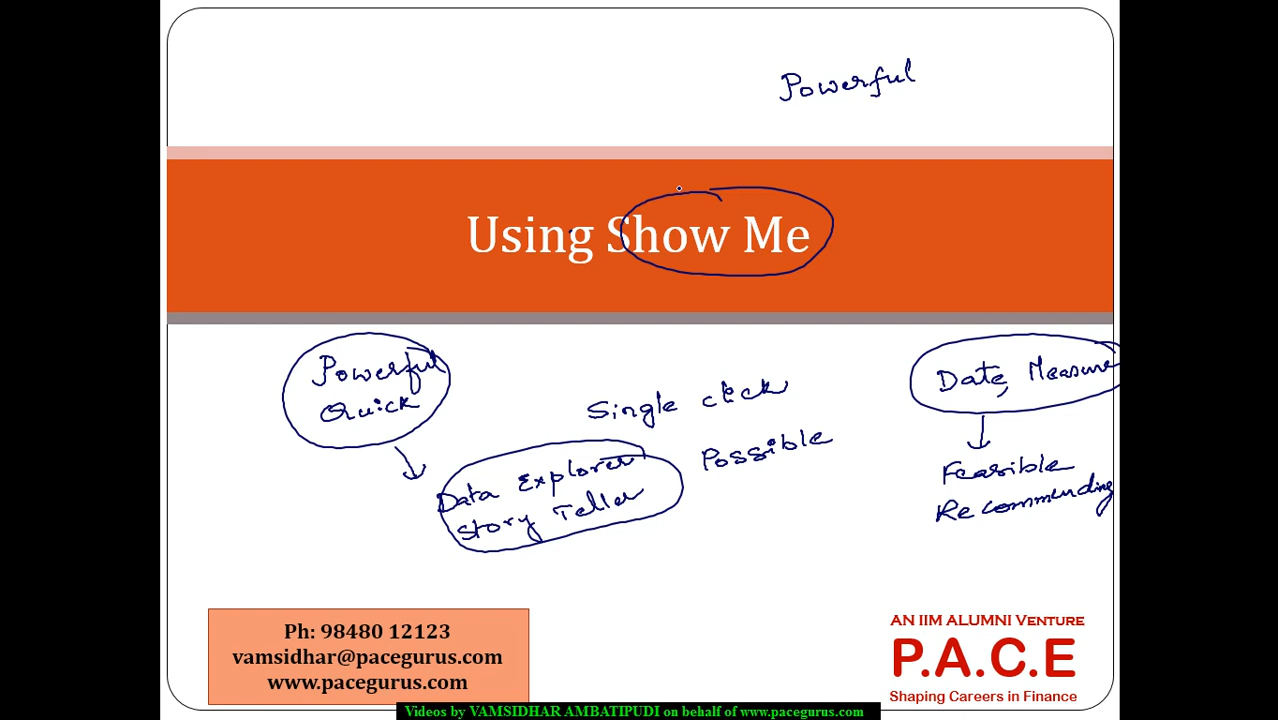 Powerful
Using Show Me
Powerful
Quick
Single click
Possible
Date, Measure
Feasible
Recommending
Data Explorer
Story Teller
Ph: 98480 12123
vamsidhar@pacegurus.com
www.pacegurus.com
AN IIM ALUMNI VENTURE
P.A.C.E
Shaping Careers in Finance
Videos by VAMSIDHAR AMBATIPUDI on behalf of www.pacegurus.com